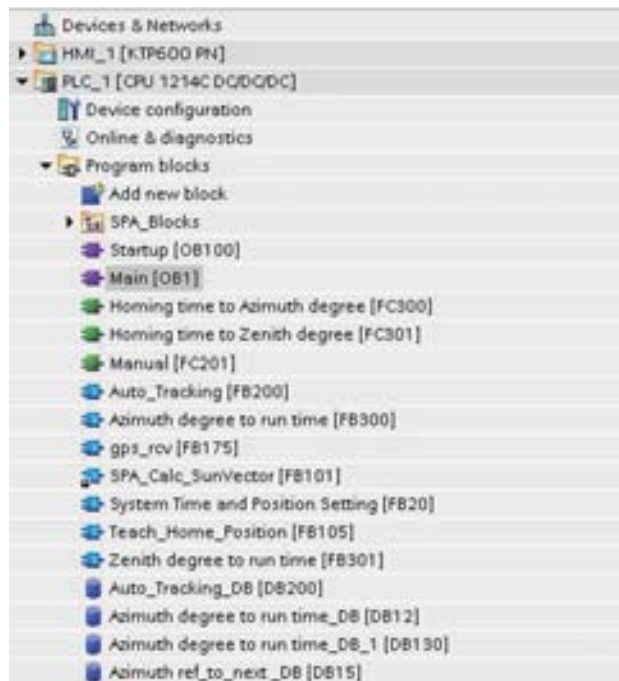 Devices & Networks
HMI_1 [KTP600 PN]
PLC_1 [CPU 1214C DC/DC/DC]
Device configuration
Online & diagnostics
Program blocks
Add new block
SPA_Blocks
Startup [OB100]
Main [OB1]
Homing time to Azimuth degree [FC300]
Homing time to Zenith degree [FC301]
Manual [FC201]
Auto_Tracking [FB200]
Azimuth degree to run time [FB300]
gps_rcv [FB175]
SPA_Calc_SunVector [FB101]
System Time and Position Setting [FB20]
Teach_Home_Position [FB105]
Zenith degree to run time [FB301]
Auto_Tracking_DB [DB200]
Azimuth degree to run time_DB [DB12]
Azimuth degree to run time_DB_1 [DB130]
Azimuth ref_to_next _DB [DB15]